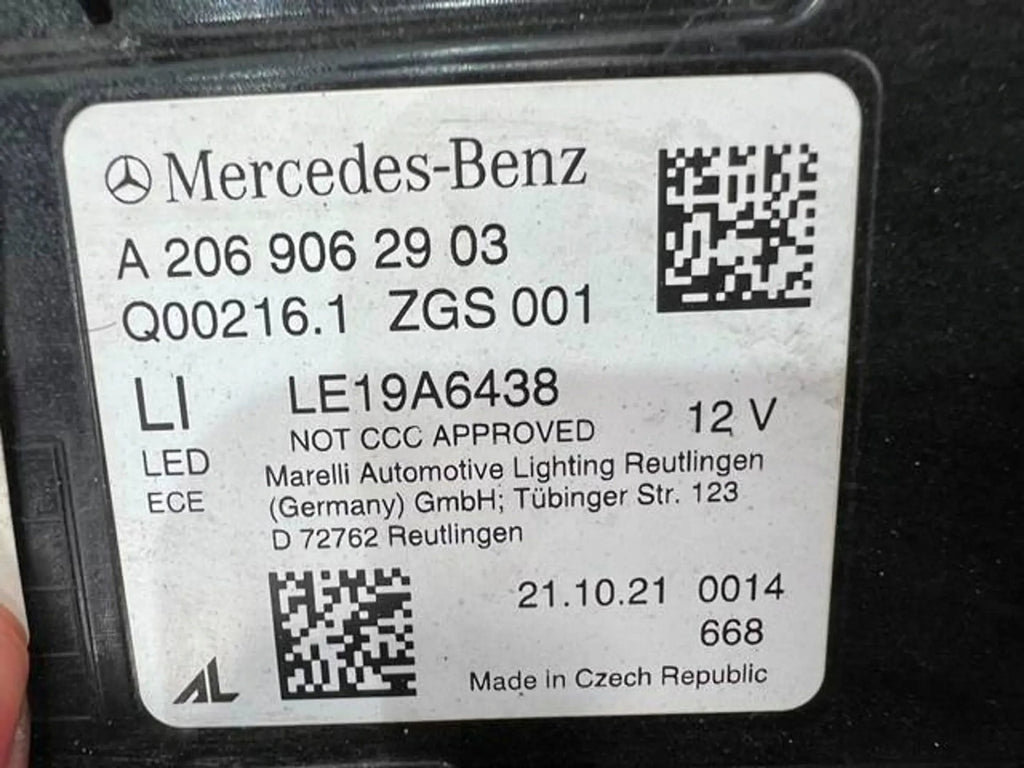 Mercedes-Benz
A 206 906 29 03
Q00216.1 ZGS 001
LI LE19A6438
NOT CCC APPROVED 12 V
LED Marelli Automotive Lighting Reutlingen
ECE (Germany) GmbH; Tübinger Str. 123
D 72762 Reutlingen
21.10.21 0014
668
AL Made in Czech Republic